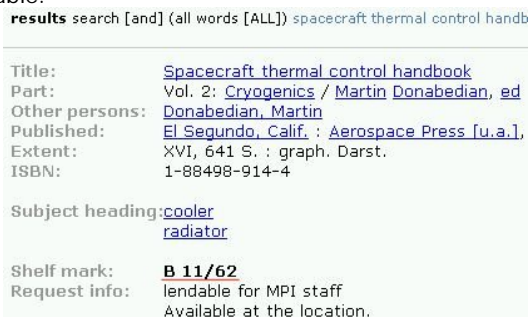 results search [and] (all words [ALL]) spacecraft thermal control handb
Title: Spacecraft thermal control handbook
Part: Vol. 2: Cryogenics / Martin Donabedian, ed
Other persons: Donabedian, Martin
Published: El Segundo, Calif. : Aerospace Press [u.a.],
Extent: XVI, 641 S. : graph. Darst.
ISBN: 1-88498-914-4
Subject heading: cooler
radiator
Shelf mark: B 11/62
Request info: lendable for MPI staff
Available at the location.